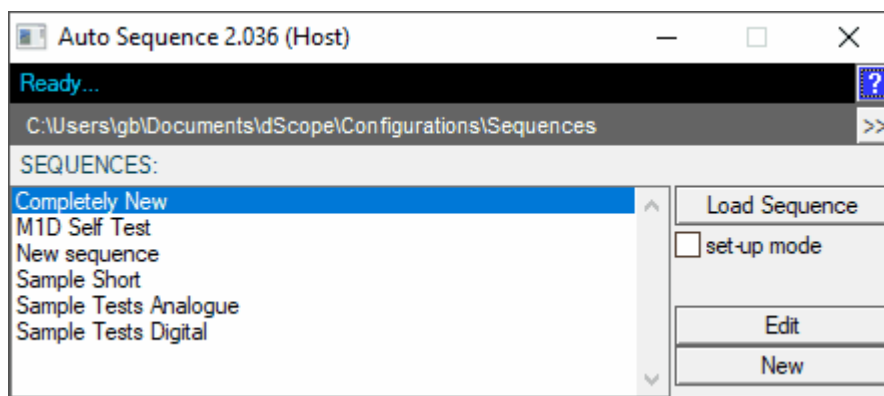 Auto Sequence 2.036 (Host)
Ready...
?
C:\Users\gb\Documents\dScope\Configurations\Sequences
>>
SEQUENCES:
Completely New
M1D Self Test
New sequence
Sample Short
Sample Tests Analogue
Sample Tests Digital
Load Sequence
set-up mode
Edit
New